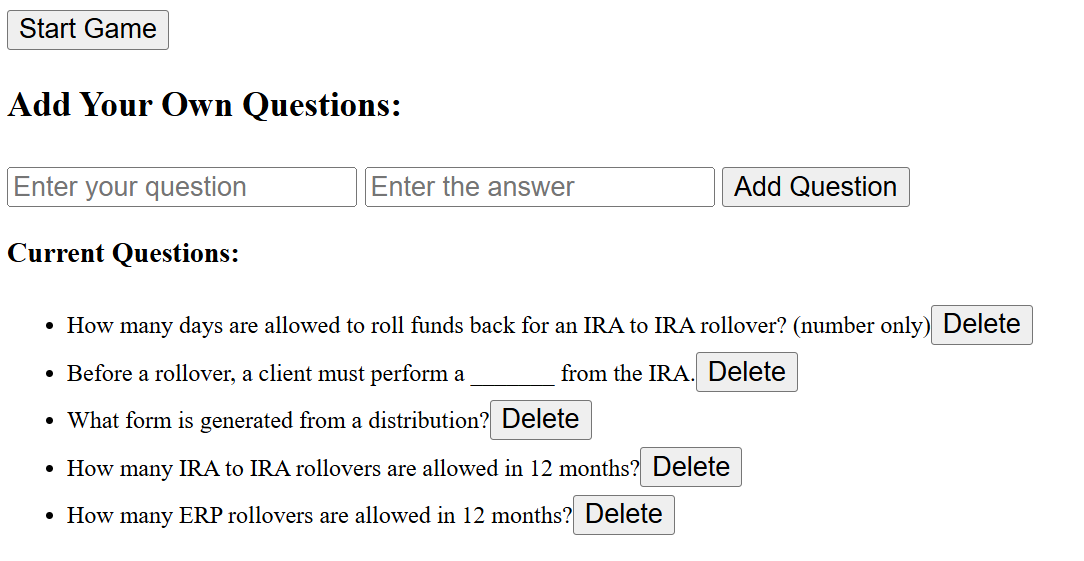 Start Game
Add Your Own Questions:
Enter your question Enter the answer Add Question
Current Questions:
• How many days are allowed to roll funds back for an IRA to IRA rollover? (number only) Delete
• Before a rollover, a client must perform a _______ from the IRA. Delete
• What form is generated from a distribution? Delete
• How many IRA to IRA rollovers are allowed in 12 months? Delete
• How many ERP rollovers are allowed in 12 months? Delete